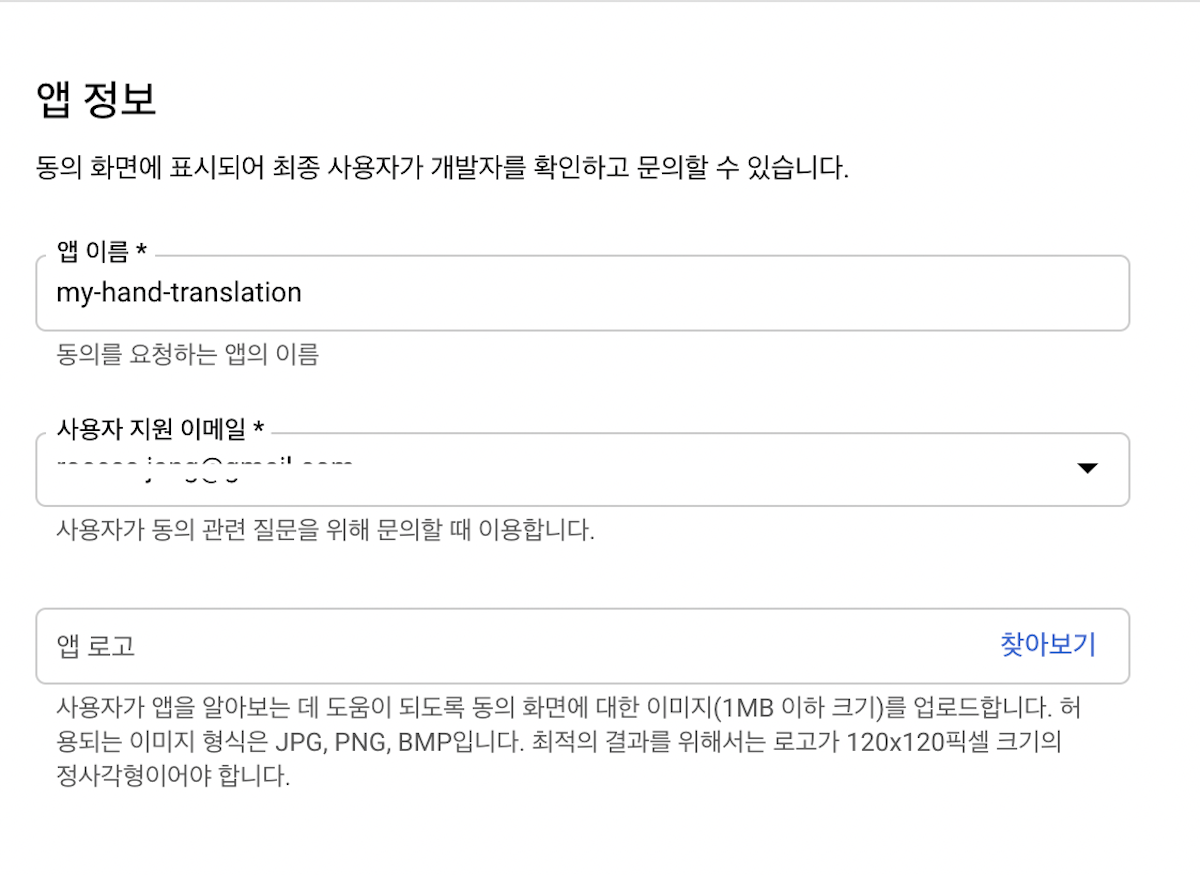 앱 정보
동의 화면에 표시되어 최종 사용자가 개발자를 확인하고 문의할 수 있습니다.
앱 이름 *
my-hand-translation
동의를 요청하는 앱의 이름
사용자 지원 이메일 *
사용자가 동의 관련 질문을 위해 문의할 때 이용합니다.
앱 로고
찾아보기
사용자가 앱을 알아보는 데 도움이 되도록 동의 화면에 대한 이미지(1MB 이하 크기)를 업로드합니다. 허
용되는 이미지 형식은 JPG, PNG, BMP입니다. 최적의 결과를 위해서는 로고가 120x120픽셀 크기의
정사각형이어야 합니다.